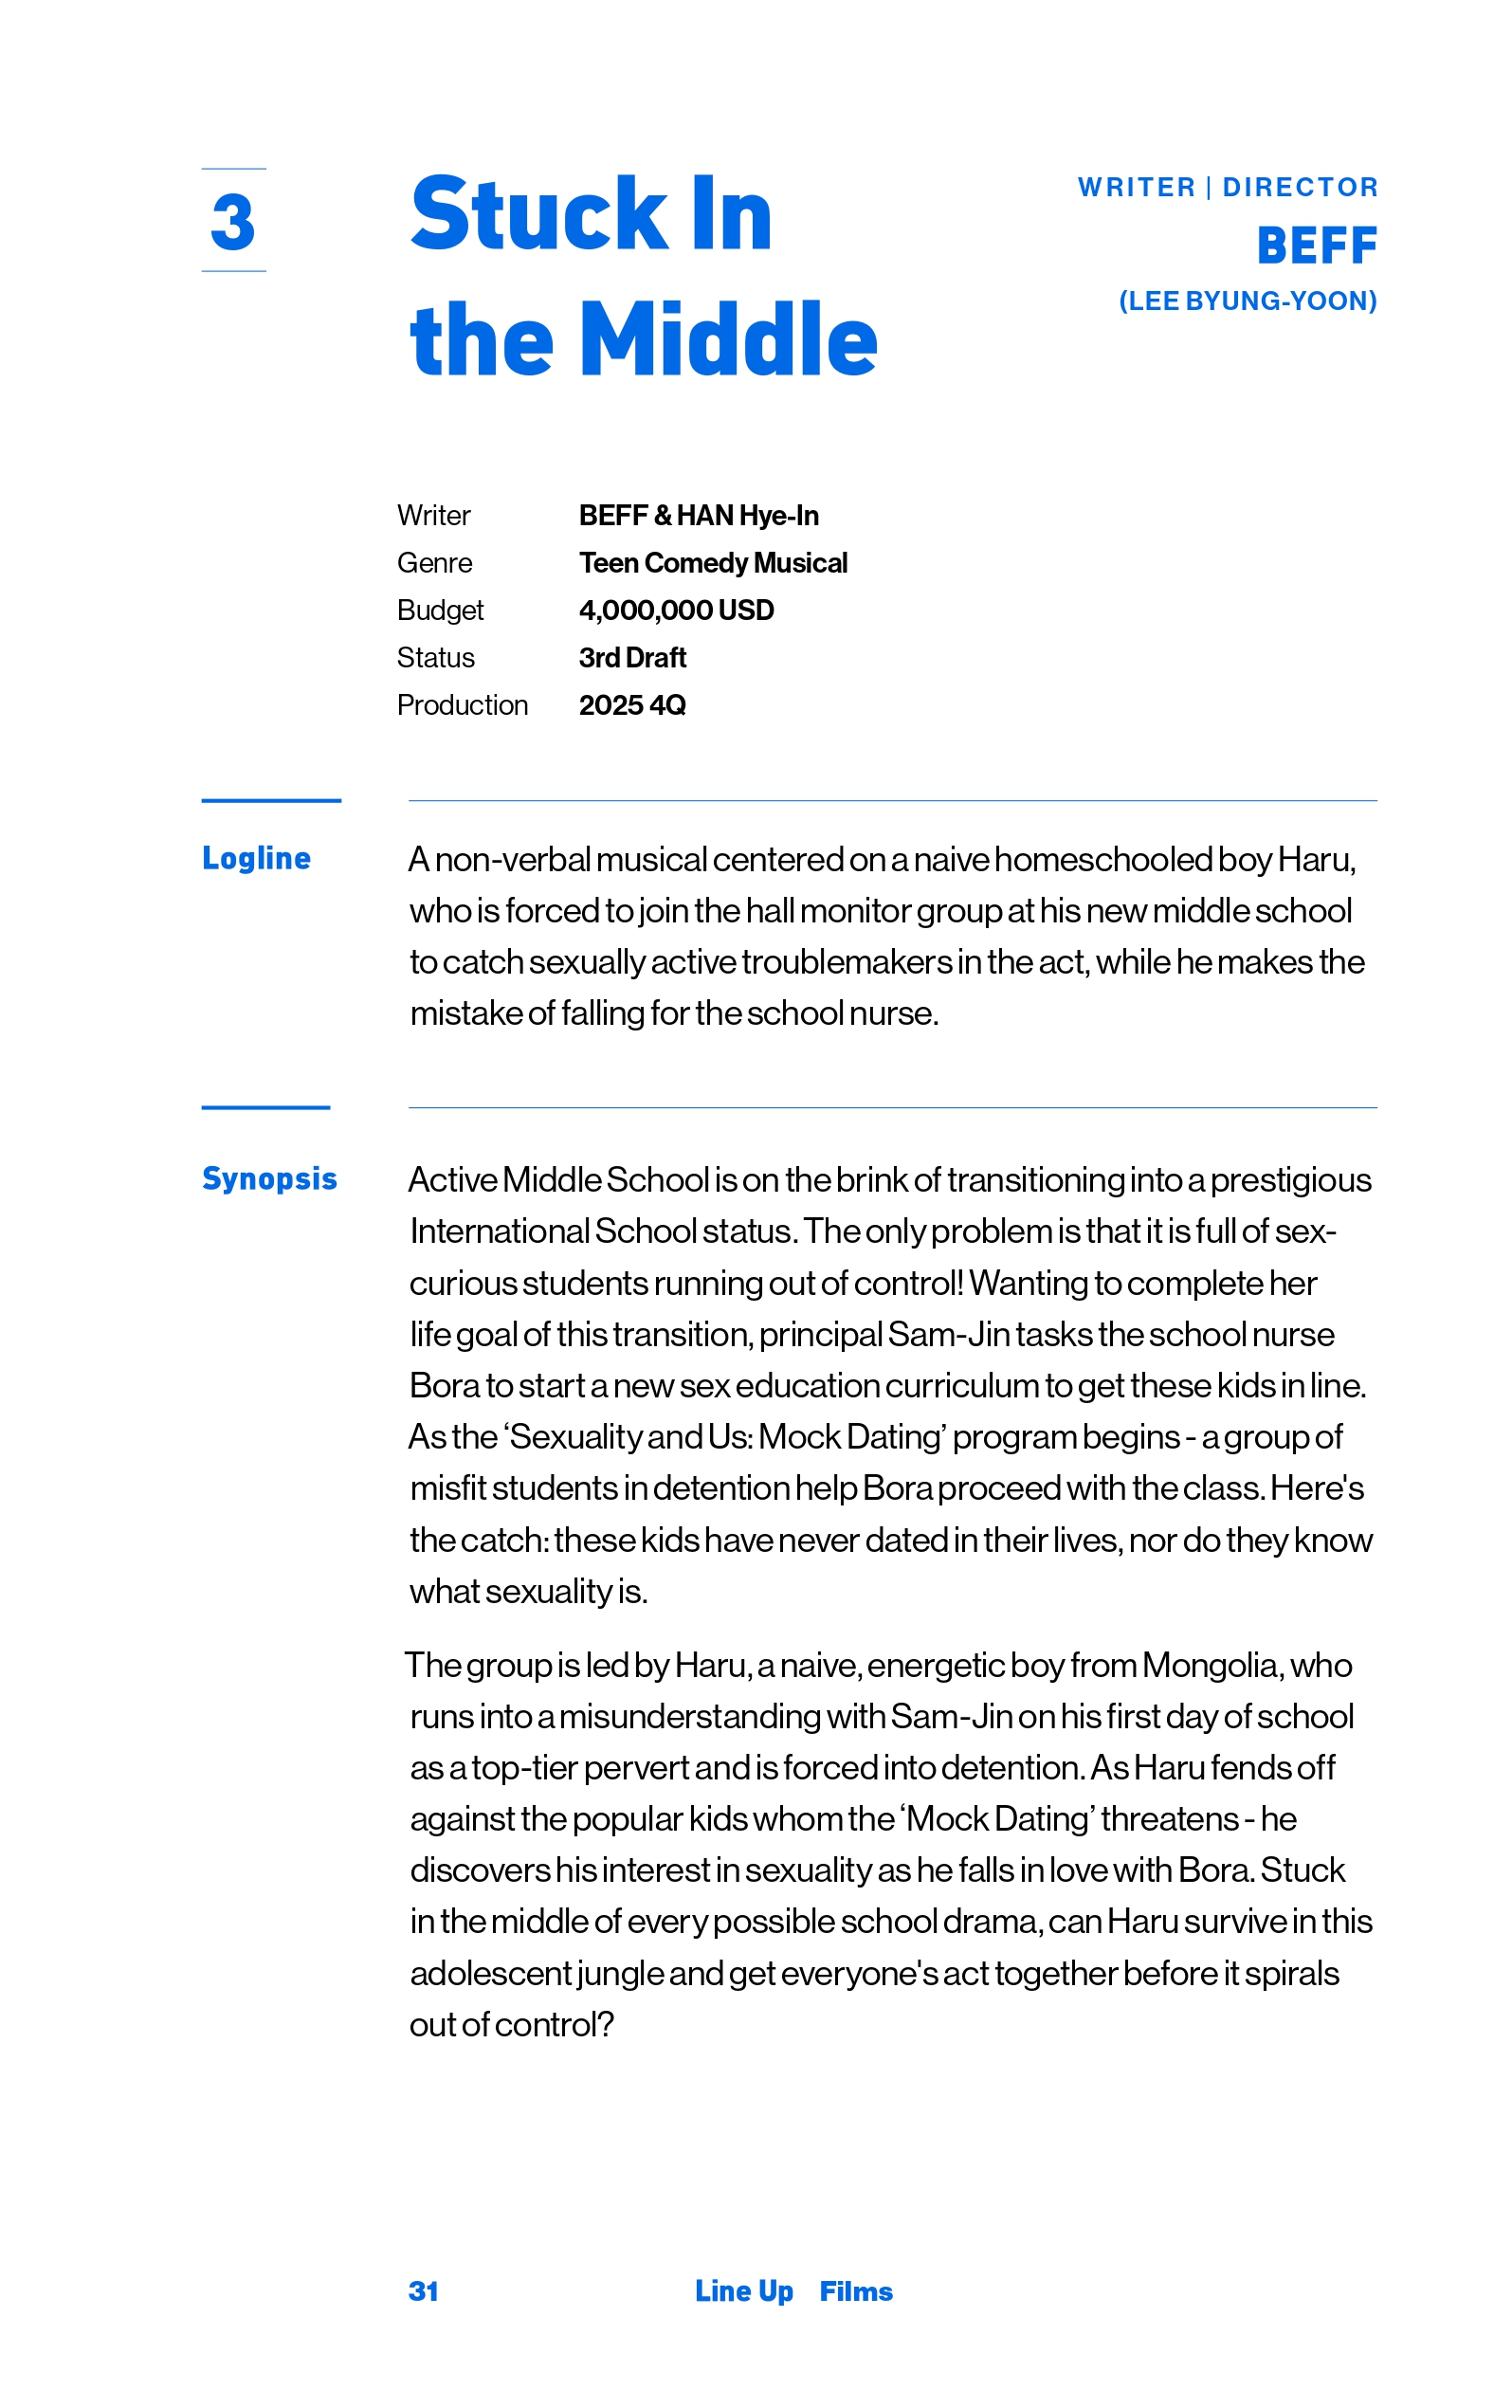 3
Stuck In
the Middle
WRITER | DIRECTOR
BEFF
(LEE BYUNG-YOON)
Writer BEFF & HAN Hye-In
Genre Teen Comedy Musical
Budget 4,000,000 USD
Status 3rd Draft
Production 2025 4Q
Logline
A non-verbal musical centered on a naive homeschooled boy Haru,
who is forced to join the hall monitor group at his new middle school
to catch sexually active troublemakers in the act, while he makes the
mistake of falling for the school nurse.
Synopsis
Active Middle School is on the brink of transitioning into a prestigious
International School status. The only problem is that it is full of sex-
curious students running out of control! Wanting to complete her
life goal of this transition, principal Sam-Jin tasks the school nurse
Bora to start a new sex education curriculum to get these kids in line.
As the ‘Sexuality and Us: Mock Dating’ program begins - a group of
misfit students in detention help Bora proceed with the class. Here's
the catch: these kids have never dated in their lives, nor do they know
what sexuality is.
The group is led by Haru, a naive, energetic boy from Mongolia, who
runs into a misunderstanding with Sam-Jin on his first day of school
as a top-tier pervert and is forced into detention. As Haru fends off
against the popular kids whom the ‘Mock Dating’ threatens - he
discovers his interest in sexuality as he falls in love with Bora. Stuck
in the middle of every possible school drama, can Haru survive in this
adolescent jungle and get everyone's act together before it spirals
out of control?
31 Line Up Films